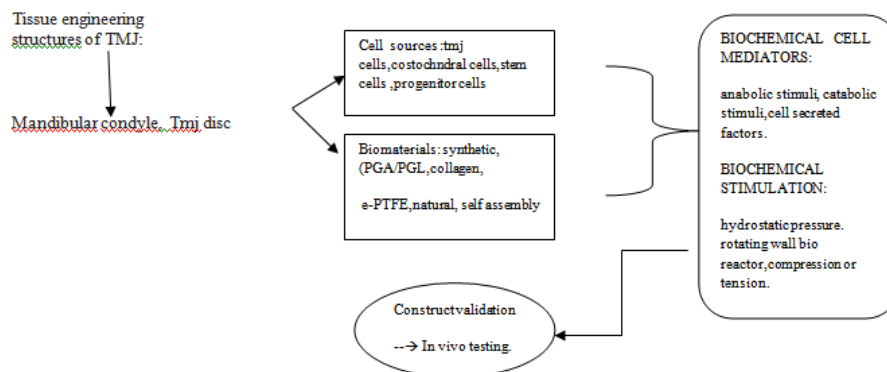 Tissue engineering
structures of TMJ:
Mandibular condyle, Tmj disc
Cell sources :tmj
cells,costochndral cells,stem
cells ,progenitor cells
Biomaterials: synthetic,
(PGA/PGL,collagen,
e-PTFE,natural, self assembly
BIOCHEMICAL CELL
MEDIATORS:
anabolic stimuli, catabolic
stimuli,cell secreted
factors.
BIOCHEMICAL
STIMULATION:
hydrostatic pressure.
rotating wall bio
reactor,compression or
tension.
Constructvalidation
--→ In vivo testing.